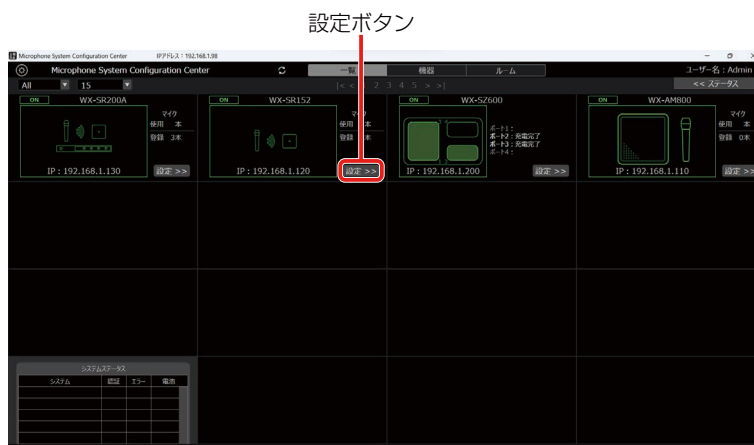 設定ボタン
Microphone System Configuration Center IPアドレス：192.168.1.98
Microphone System Configuration Center 一覧 機器 ルーム ユーザー名：Admin
All 15 |< < 2 3 4 5 > >| << ステータス
ON WX-SR200A
マイク
使用 本
登録 3本
IP：192.168.1.130 設定 >>
ON WX-SR152
マイク
使用 本
登録 本
IP：192.168.1.120 設定 >>
ON WX-SZ600
ポート1：
ポート2：充電完了
ポート3：充電完了
ポート4：
IP：192.168.1.200 設定 >>
ON WX-AM800
マイク
使用 本
登録 0本
IP：192.168.1.110 設定 >>
システムステータス
システム 認証 エラー 電池